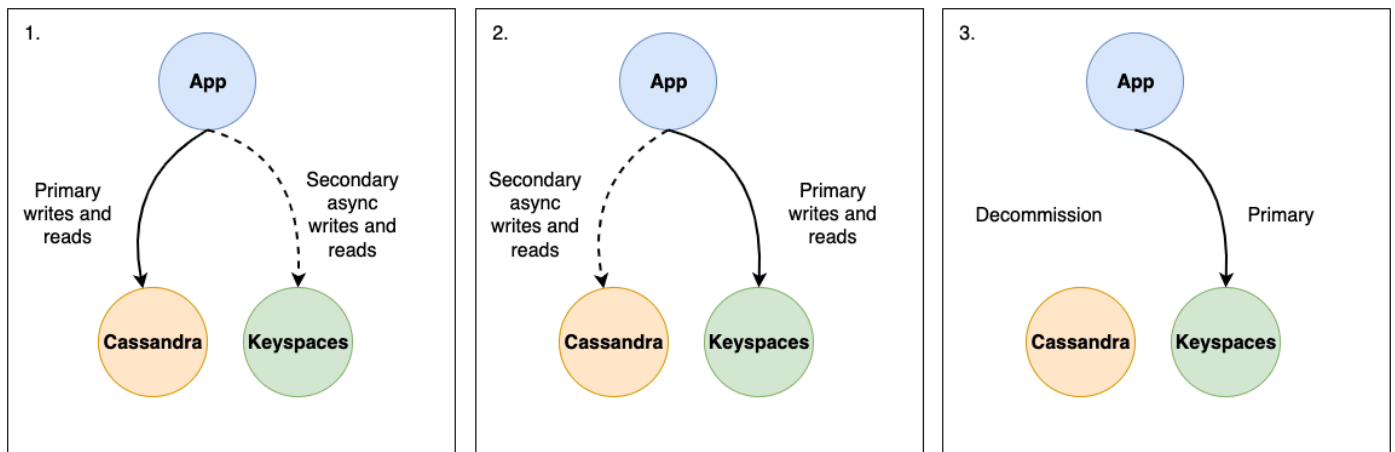 1.
App
Primary
writes and
reads
Secondary
async
writes and
reads
Cassandra
Keyspaces
2.
App
Secondary
async
writes and
reads
Primary
writes and
reads
Cassandra
Keyspaces
3.
App
Decommission
Primary
Cassandra
Keyspaces